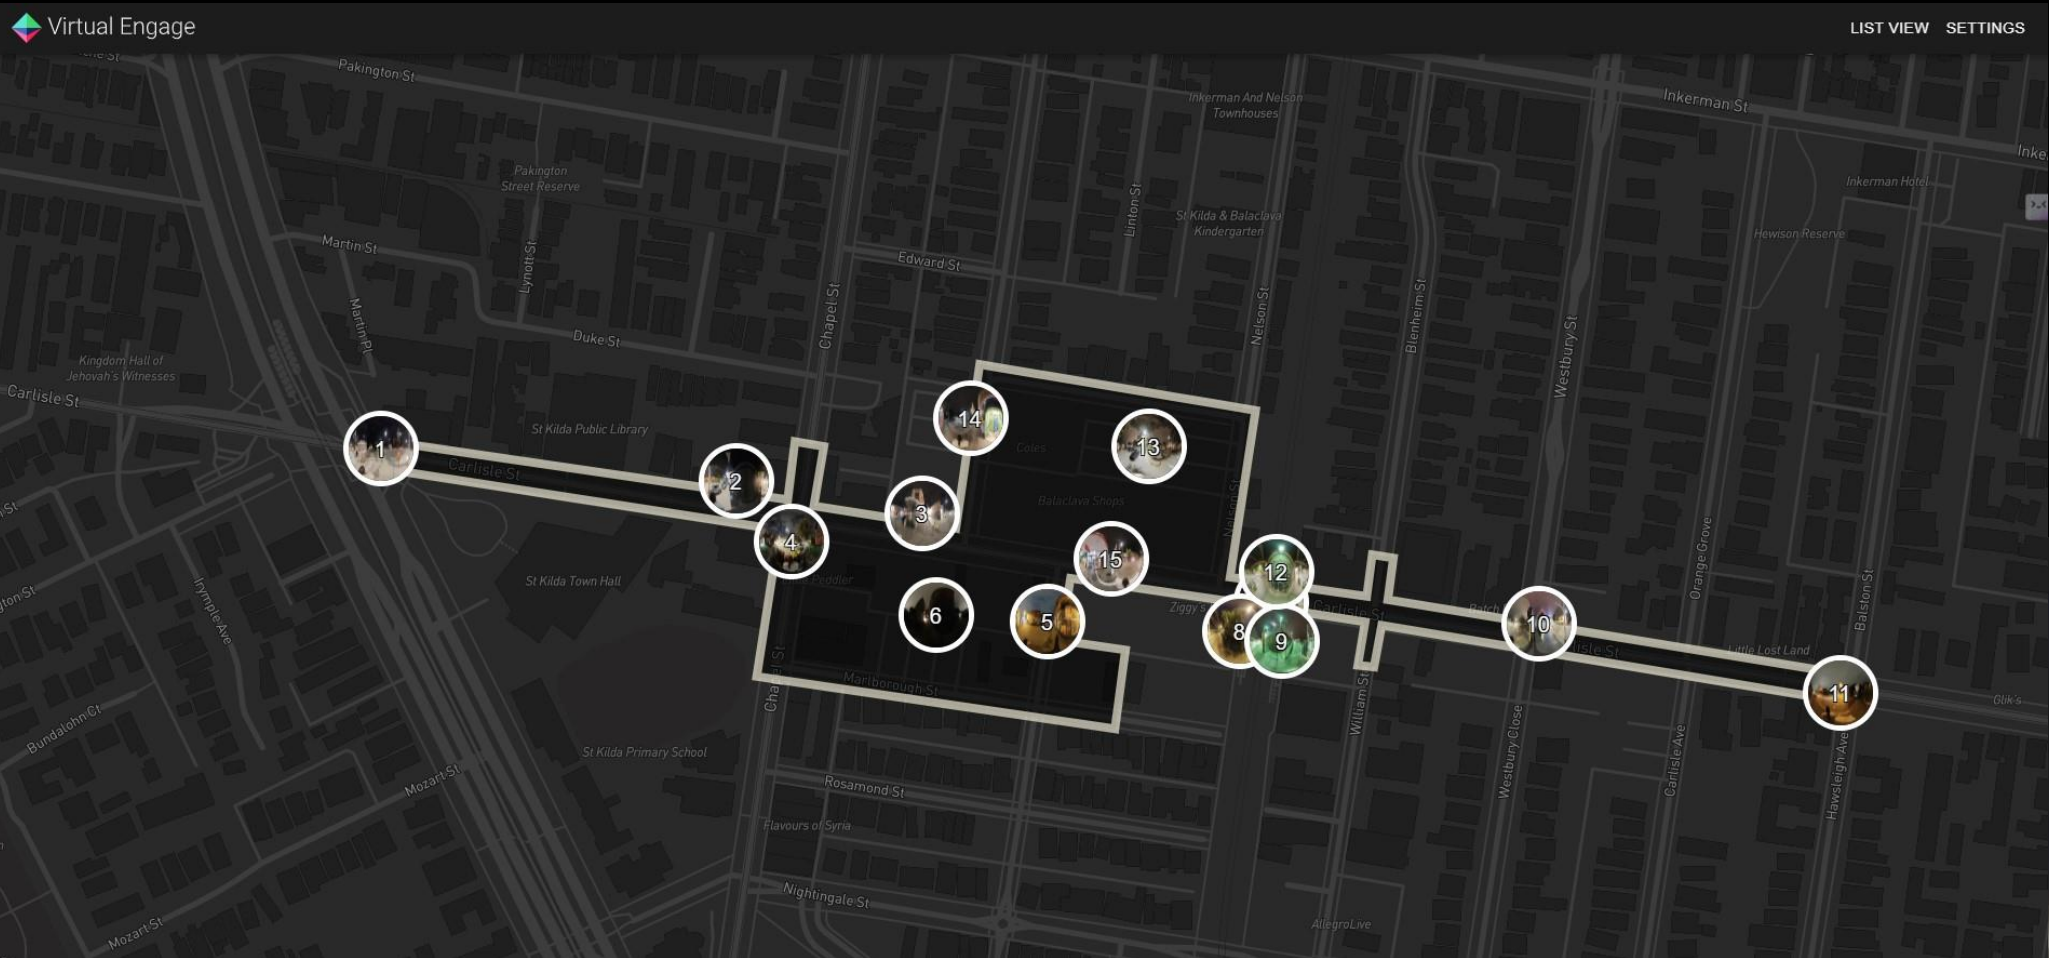 Virtual Engage
LIST VIEW
SETTINGS
Pakington St
Inkerman And Nelson
Townhouses
Inkerman St
Pakington
Street Reserve
Inkerman Hotel
Linton St
St Kilda & Balaclava
Kindergarten
Hewison Reserve
Martin St
Lynott St
Edward St
Chapel St
Nelson St
Blenheim St
Westbury St
Martin Pl
Duke St
Kingdom Hall of
Jehovah's Witnesses
Carlisle St
St Kilda Public Library
1
14
13
Coles
Carlisle St
2
Balaclava Shops
Nelson St
3
4
15
12
St Kilda Town Hall
Peddler
6
5
Ziggy's
Carlisle St
8
9
10
Orange Grove
Balston St
Irymple Ave
Little Lost Land
11
Glik's
Marlborough St
William St
Bundalohn Ct
St Kilda Primary School
Westbury Close
Carlisle Ave
Hawsleigh Ave
Mozart St
Rosamond St
Flavours of Syria
Nightingale St
AllegroLive
Mozart St